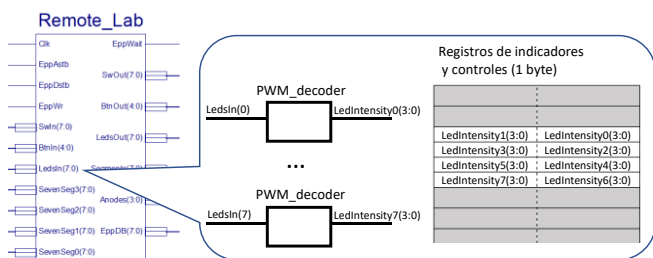 Remote_Lab
Clk
EppAstb
EppDstb
EppWr
SwIn(7:0)
BtnIn(4:0)
LedsIn(7:0)
SevenSeg3(7:0)
SevenSeg2(7:0)
SevenSeg1(7:0)
SevenSeg0(7:0)
EppWait
SwOut(7:0)
BtnOut(4:0)
LedsOut(7:0)
Anodes(3:0)
EppDB(7:0)
PWM_decoder
LedsIn(0)
LedIntensity0(3:0)
...
PWM_decoder
LedsIn(7)
LedIntensity7(3:0)
Registros de indicadores
y controles (1 byte)
LedIntensity1(3:0) LedIntensity0(3:0)
LedIntensity3(3:0) LedIntensity2(3:0)
LedIntensity5(3:0) LedIntensity4(3:0)
LedIntensity7(3:0) LedIntensity6(3:0)